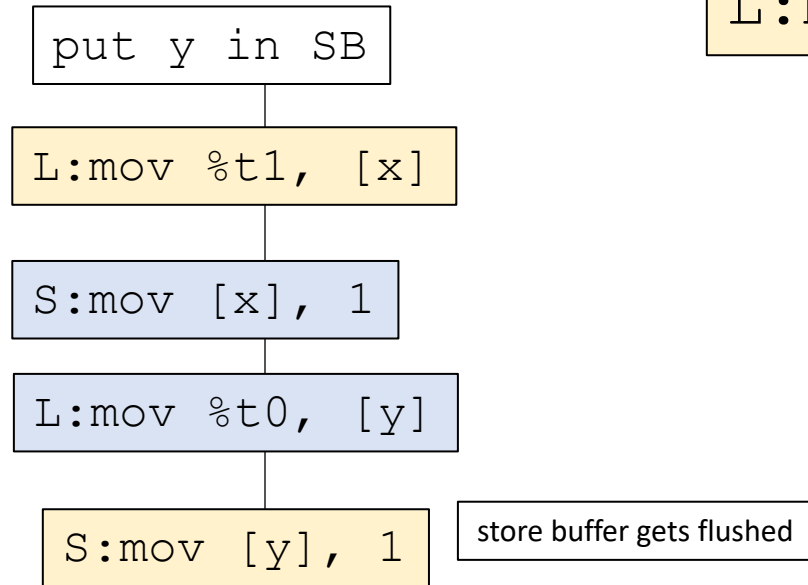 put y in SB
L:mov %t1, [x]
S:mov [x], 1
L:mov %t0, [y]
S:mov [y], 1
store buffer gets flushed